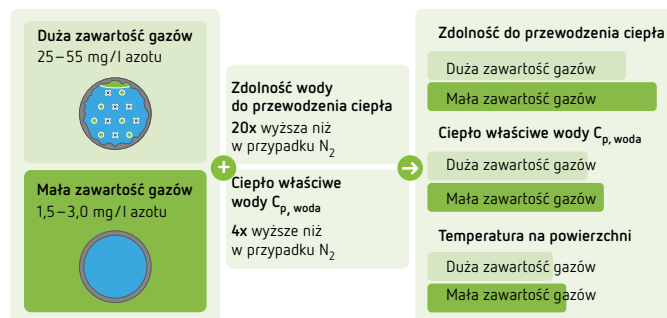 Duża zawartość gazów
25–55 mg/l azotu
Mała zawartość gazów
1,5–3,0 mg/l azotu
+
Zdolność wody
do przewodzenia ciepła
20x wyższa niż
w przypadku N₂
Ciepło właściwe
wody Cp, woda
4x wyższe niż
w przypadku N₂
Zdolność do przewodzenia ciepła
Duża zawartość gazów
Mała zawartość gazów
Ciepło właściwe wody Cp, woda
Duża zawartość gazów
Mała zawartość gazów
Temperatura na powierzchni
Duża zawartość gazów
Mała zawartość gazów